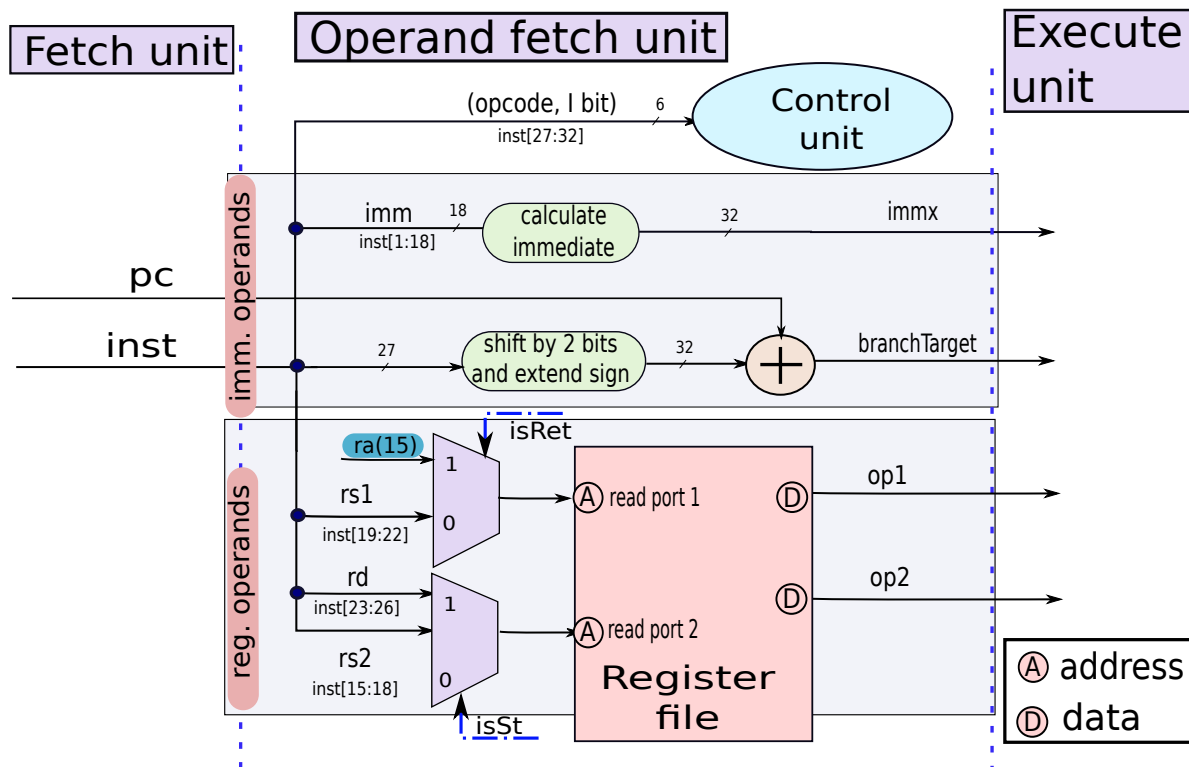 Fetch unit
Operand fetch unit
Execute
unit
(opcode, I bit)
6
inst[27:32]
Control
unit
imm. operands
imm
18
inst[1:18]
calculate
immediate
32
immx
pc
inst
27
shift by 2 bits
and extend sign
32
branchTarget
reg. operands
isRet
ra(15)
1
rs1
0
inst[19:22]
A
read port 1
D
op1
rd
1
inst[23:26]
rs2
0
inst[15:18]
isSt
A
read port 2
D
op2
Register
file
A address
D data